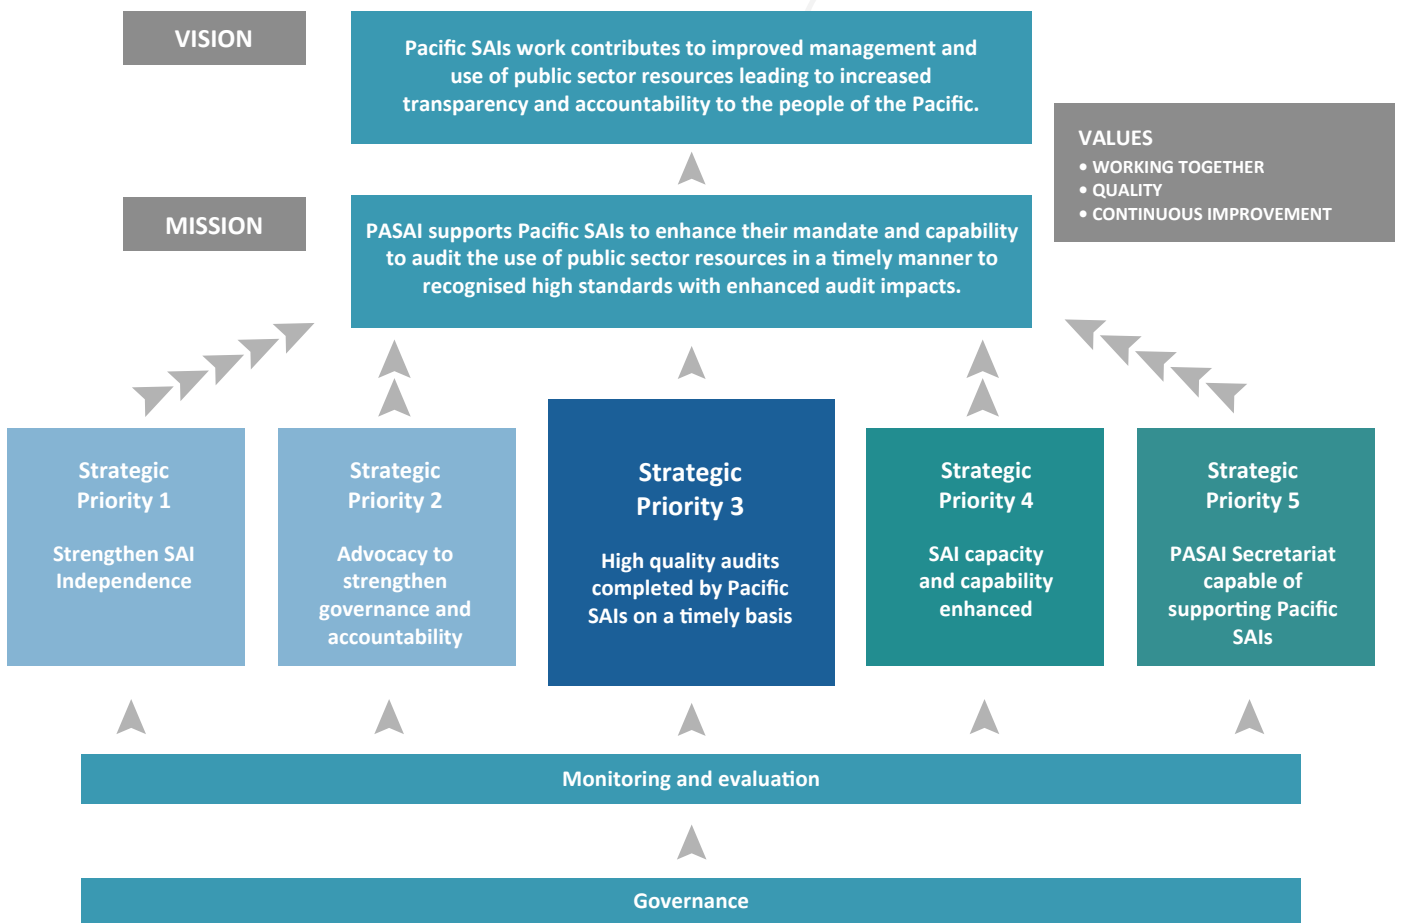 VISION
Pacific SAIs work contributes to improved management and
use of public sector resources leading to increased
transparency and accountability to the people of the Pacific.
VALUES
• WORKING TOGETHER
• QUALITY
• CONTINUOUS IMPROVEMENT
MISSION
PASAI supports Pacific SAIs to enhance their mandate and capability
to audit the use of public sector resources in a timely manner to
recognised high standards with enhanced audit impacts.
Strategic
Priority 1
Strengthen SAI
Independence
Strategic
Priority 2
Advocacy to
strengthen
governance and
accountability
Strategic
Priority 3
High quality audits
completed by Pacific
SAIs on a timely basis
Strategic
Priority 4
SAI capacity
and capability
enhanced
Strategic
Priority 5
PASAI Secretariat
capable of
supporting Pacific
SAIs
Monitoring and evaluation
Governance